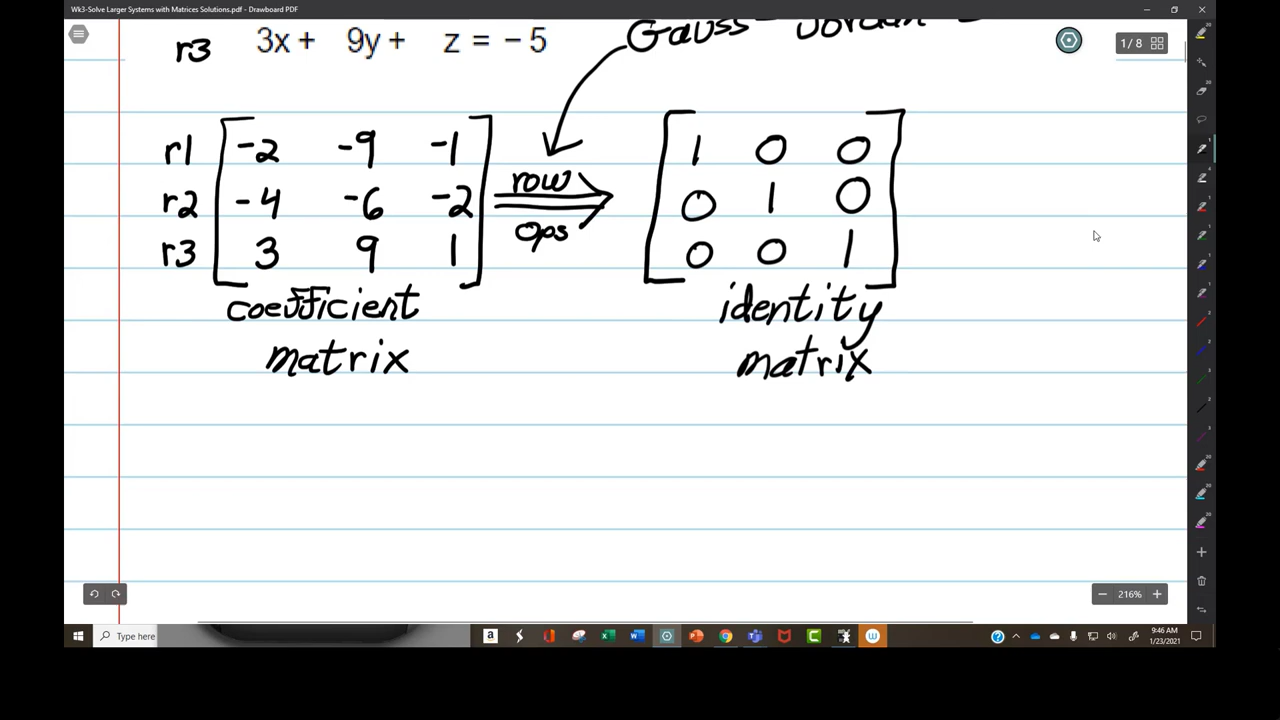 Wk3-Solve Larger Systems with Matrices Solutions.pdf - Drawboard PDF
Gauss-Jordan
r3 3x + 9y + z = - 5
1/8
r1 -2 -9 -1
r2 -4 -6 -2
r3 3 9 1
row
ops
1 0 0
0 1 0
0 0 1
coefficient
matrix
identity
matrix
216%
Type here
9:46 AM
1/23/2021